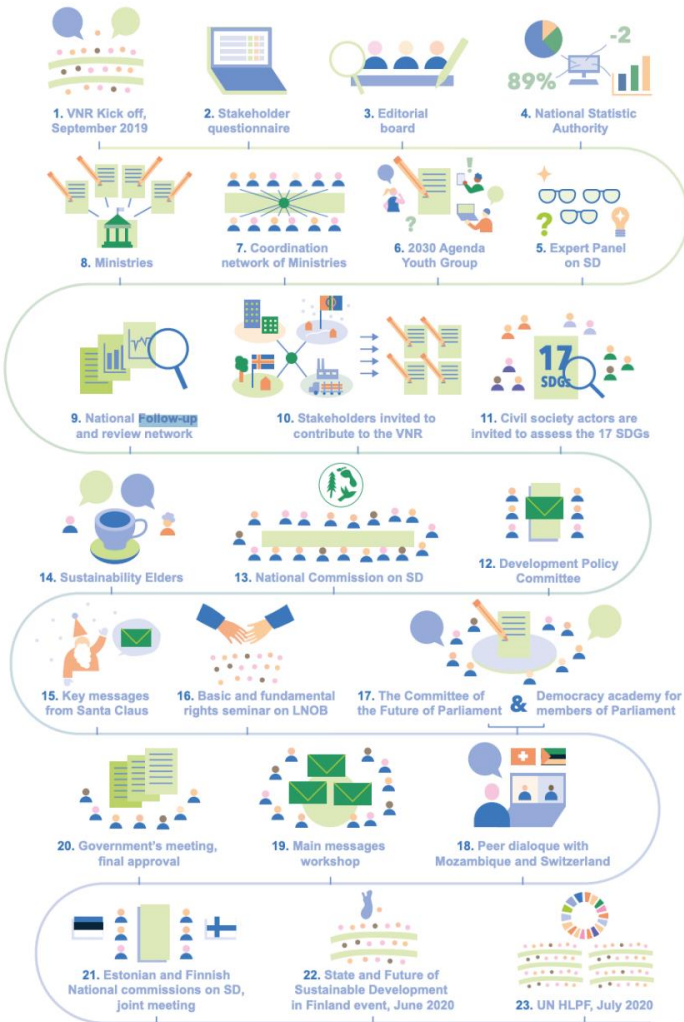 1. VNR Kick off,
September 2019
2. Stakeholder
questionnaire
3. Editorial
board
89%
-2
4. National Statistic
Authority
8. Ministries
7. Coordination
network of Ministries
!
?
6. 2030 Agenda
Youth Group
?
5. Expert Panel
on SD
9. National Follow-up
and review network
10. Stakeholders invited to
contribute to the VNR
17
SDGs
11. Civil society actors are
invited to assess the 17 SDGs
14. Sustainability Elders
13. National Commission on SD
12. Development Policy
Committee
15. Key messages
from Santa Claus
16. Basic and fundamental
rights seminar on LNOB
17. The Committee of
the Future of Parliament
&
Democracy academy for
members of Parliament
20. Government's meeting,
final approval
19. Main messages
workshop
18. Peer dialogue with
Mozambique and Switzerland
21. Estonian and Finnish
National commissions on SD,
joint meeting
22. State and Future of
Sustainable Development
in Finland event, June 2020
23. UN HLPF, July 2020